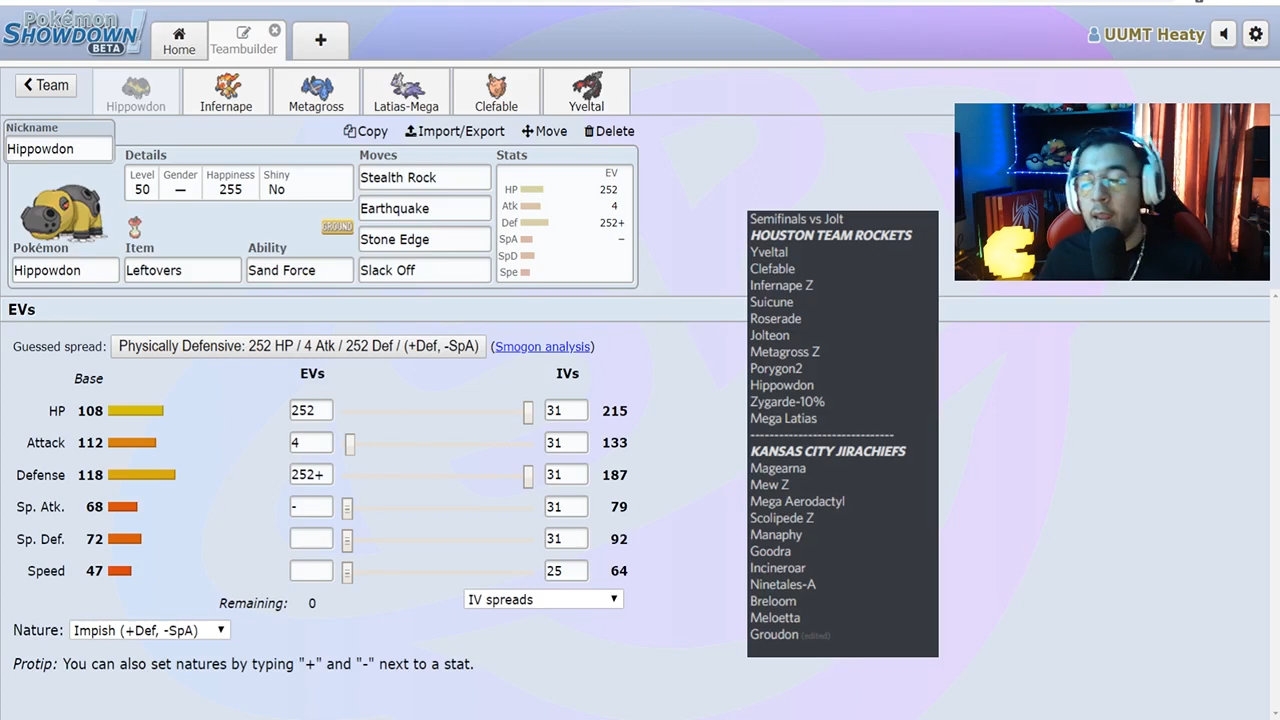 Pokémon
SHOWDOWN!
BETA
Home
Teambuilder
+
UUMT Heaty
Team
Hippowdon
Infernape
Metagross
Latias-Mega
Clefable
Yveltal
Copy
Import/Export
Move
Delete
Nickname
Hippowdon
Details
Level
50
Gender
—
Happiness
255
Shiny
No
GROUND
Pokémon
Hippowdon
Item
Leftovers
Ability
Sand Force
Moves
Stealth Rock
Earthquake
Stone Edge
Slack Off
Stats
EV
HP 252
Atk 4
Def 252+
SpA –
SpD
Spe
EVs
Guessed spread: Physically Defensive: 252 HP / 4 Atk / 252 Def / (+Def, -SpA) (Smogon analysis)
Base EVs IVs
HP 108 252 31 215
Attack 112 4 31 133
Defense 118 252+ 31 187
Sp. Atk. 68 - 31 79
Sp. Def. 72 31 92
Speed 47 25 64
Remaining: 0
IV spreads
Nature: Impish (+Def, -SpA)
Protip: You can also set natures by typing "+" and "-" next to a stat.
Semifinals vs Jolt
HOUSTON TEAM ROCKETS
Yveltal
Clefable
Infernape Z
Suicune
Roserade
Jolteon
Metagross Z
Porygon2
Hippowdon
Zygarde-10%
Mega Latias
------------------------------
KANSAS CITY JIRACHIEFS
Magearna
Mew Z
Mega Aerodactyl
Scolipede Z
Manaphy
Goodra
Incineroar
Ninetales-A
Breloom
Meloetta
Groudon (edited)